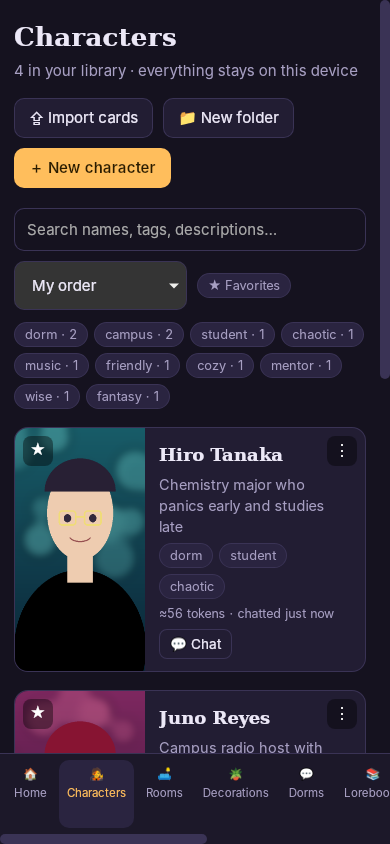 Characters
4 in your library · everything stays on this device
Import cards
New folder
+ New character
Search names, tags, descriptions...
My order
★ Favorites
dorm · 2
campus · 2
student · 1
chaotic · 1
music · 1
friendly · 1
cozy · 1
mentor · 1
wise · 1
fantasy · 1
Hiro Tanaka
Chemistry major who
panics early and studies
late
dorm
student
chaotic
≈56 tokens · chatted just now
Chat
Juno Reyes
Campus radio host with
Home
Characters
Rooms
Decorations
Dorms
Loreboo